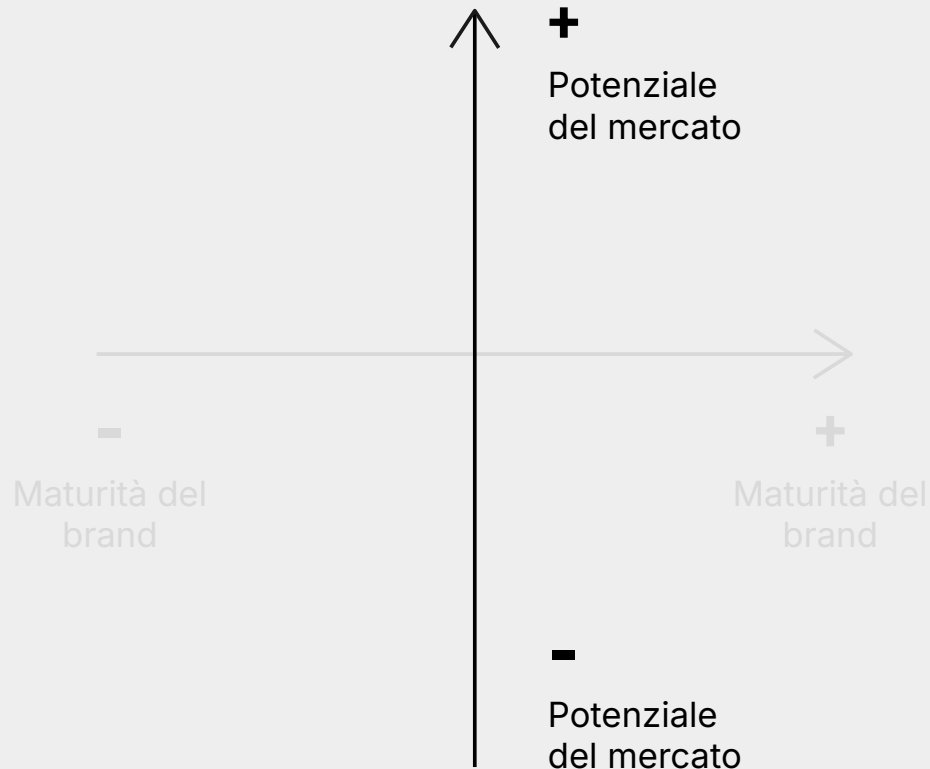 +
Potenziale
del mercato
-
+
Maturità del
brand
Maturità del
brand
-
Potenziale
del mercato